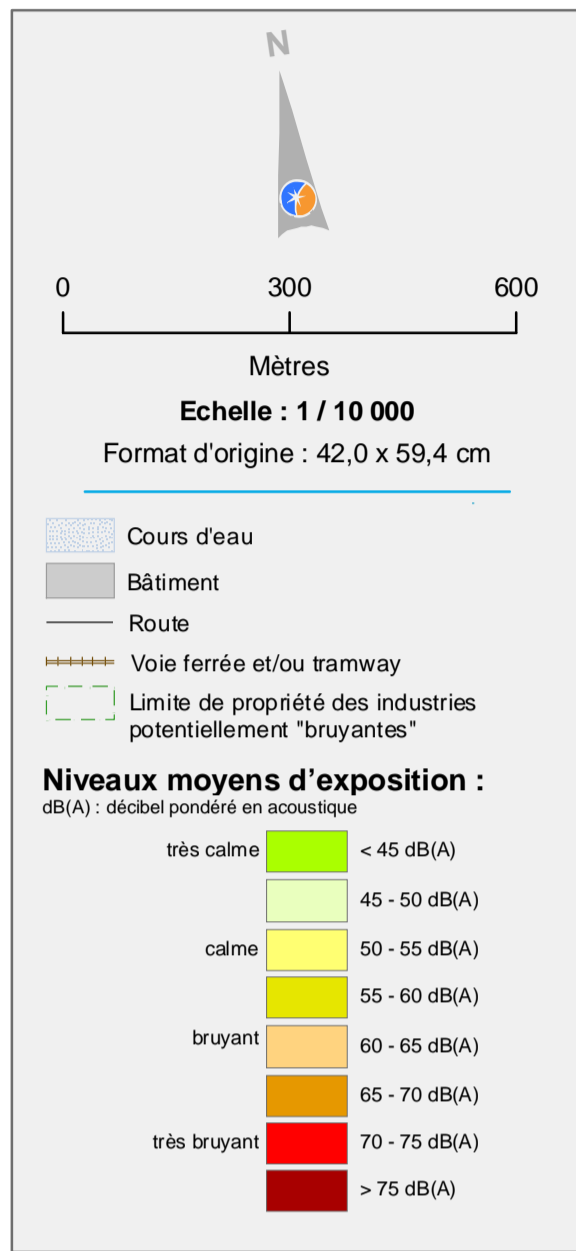 N
0 300 600
Mètres
Echelle : 1 / 10 000
Format d'origine : 42,0 x 59,4 cm
Cours d'eau
Bâtiment
Route
Voie ferrée et/ou tramway
Limite de propriété des industries
potentiellement "bruyantes"
Niveaux moyens d’exposition :
dB(A) : décibel pondéré en acoustique
très calme < 45 dB(A)
45 - 50 dB(A)
calme 50 - 55 dB(A)
55 - 60 dB(A)
bruyant 60 - 65 dB(A)
65 - 70 dB(A)
très bruyant 70 - 75 dB(A)
> 75 dB(A)